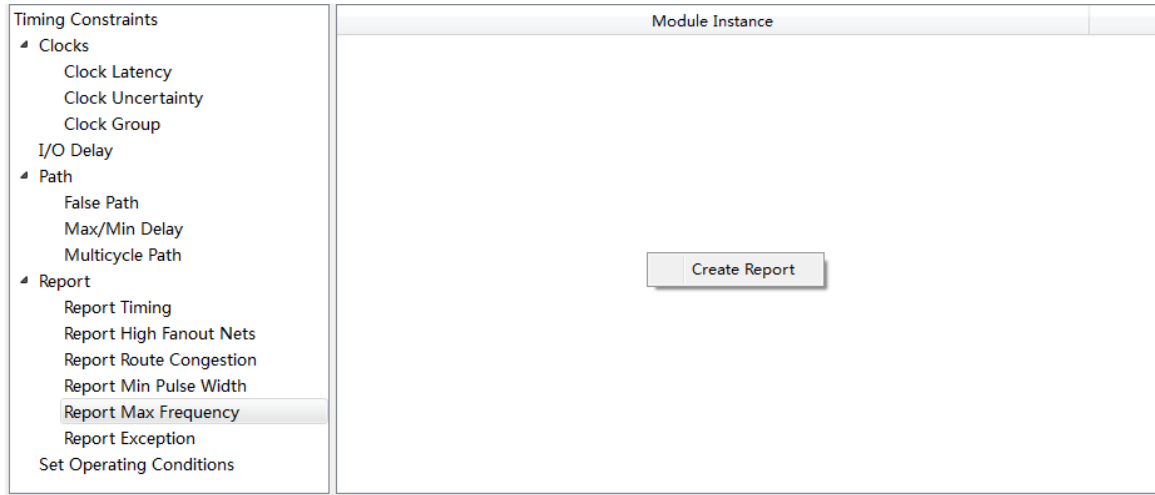 Timing Constraints
Clocks
Clock Latency
Clock Uncertainty
Clock Group
I/O Delay
Path
False Path
Max/Min Delay
Multicycle Path
Report
Report Timing
Report High Fanout Nets
Report Route Congestion
Report Min Pulse Width
Report Max Frequency
Report Exception
Set Operating Conditions
Module Instance
Create Report